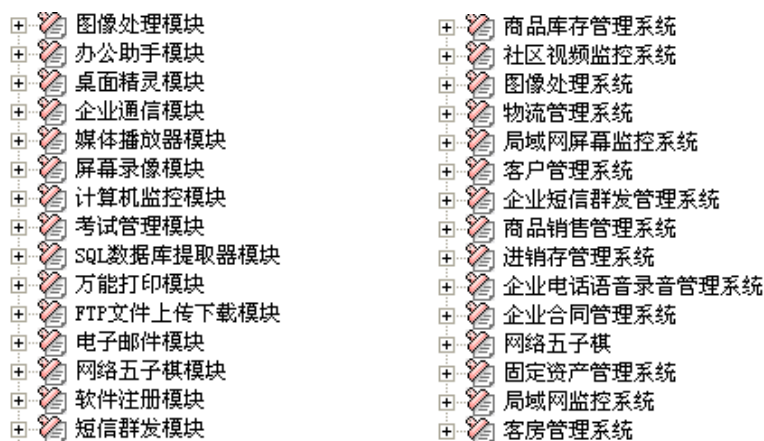 图像处理模块
办公助手模块
桌面精灵模块
企业通信模块
媒体播放器模块
屏幕录像模块
计算机监控模块
考试管理模块
SQL数据库提取器模块
万能打印模块
FTP文件上传下载模块
电子邮件模块
网络五子棋模块
软件注册模块
短信群发模块
商品库存管理系统
社区视频监控系统
图像处理系统
物流管理系统
局域网屏幕监控系统
客户管理系统
企业短信群发管理系统
商品销售管理系统
进销存管理系统
企业电话语音录音管理系统
企业合同管理系统
网络五子棋
固定资产管理系统
局域网监控系统
客房管理系统